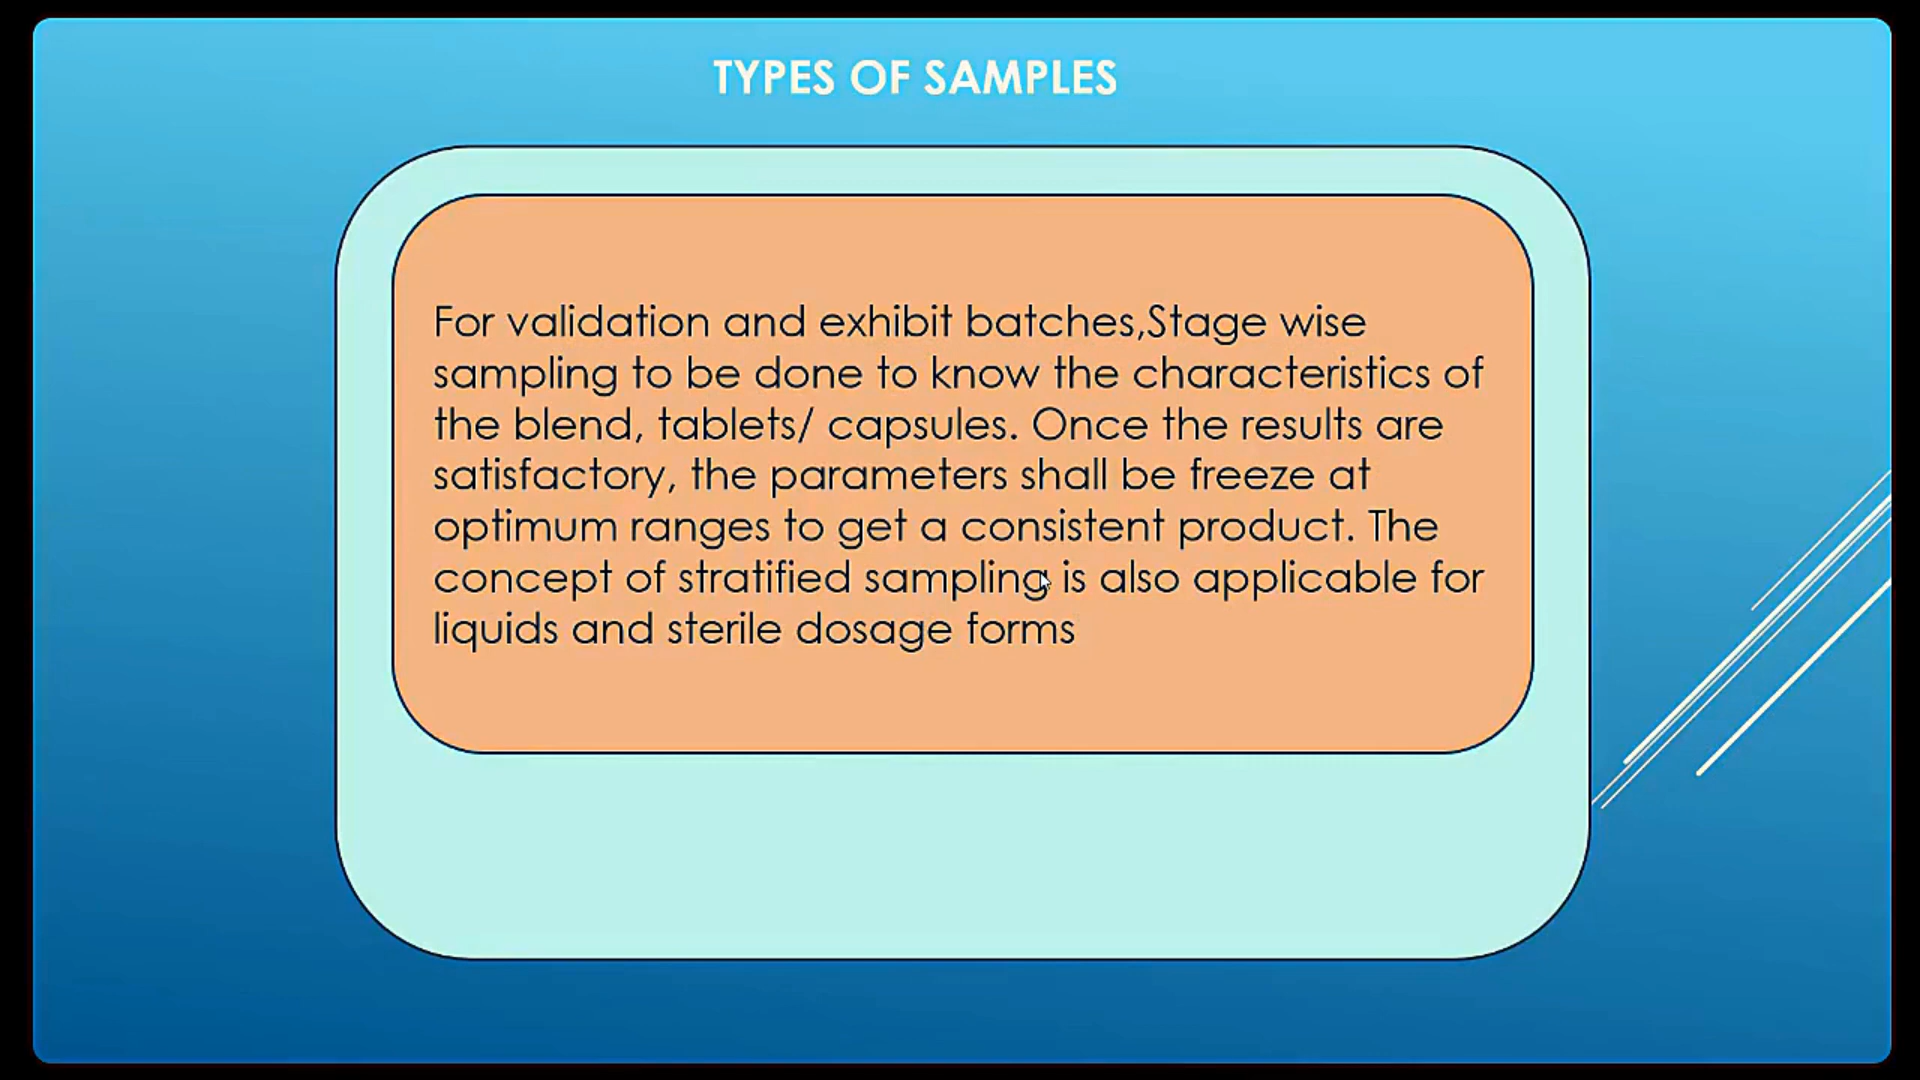 TYPES OF SAMPLES
For validation and exhibit batches,Stage wise
sampling to be done to know the characteristics of
the blend, tablets/ capsules. Once the results are
satisfactory, the parameters shall be freeze at
optimum ranges to get a consistent product. The
concept of stratified sampling is also applicable for
liquids and sterile dosage forms